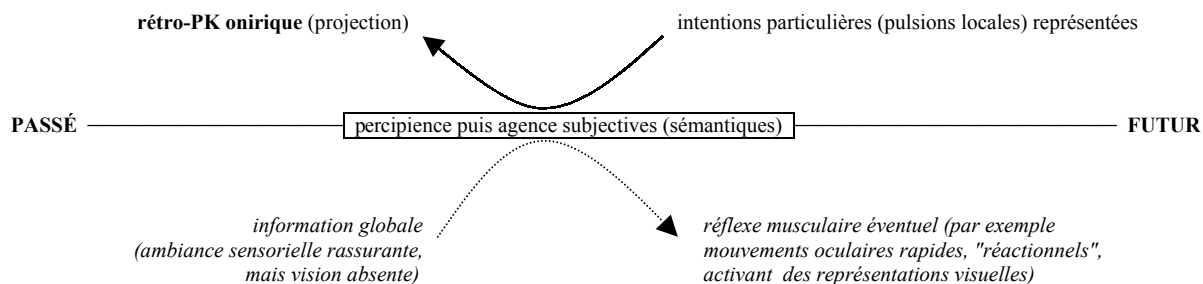 rétro-PK onirique (projection)
intentions particulières (pulsions locales) représentées
PASSÉ
percipience puis agence subjectives (sémantiques)
FUTUR
information globale
(ambiance sensorielle rassurante,
mais vision absente)
réflexe musculaire éventuel (par exemple
mouvements oculaires rapides, "réactionnels",
activant des représentations visuelles)